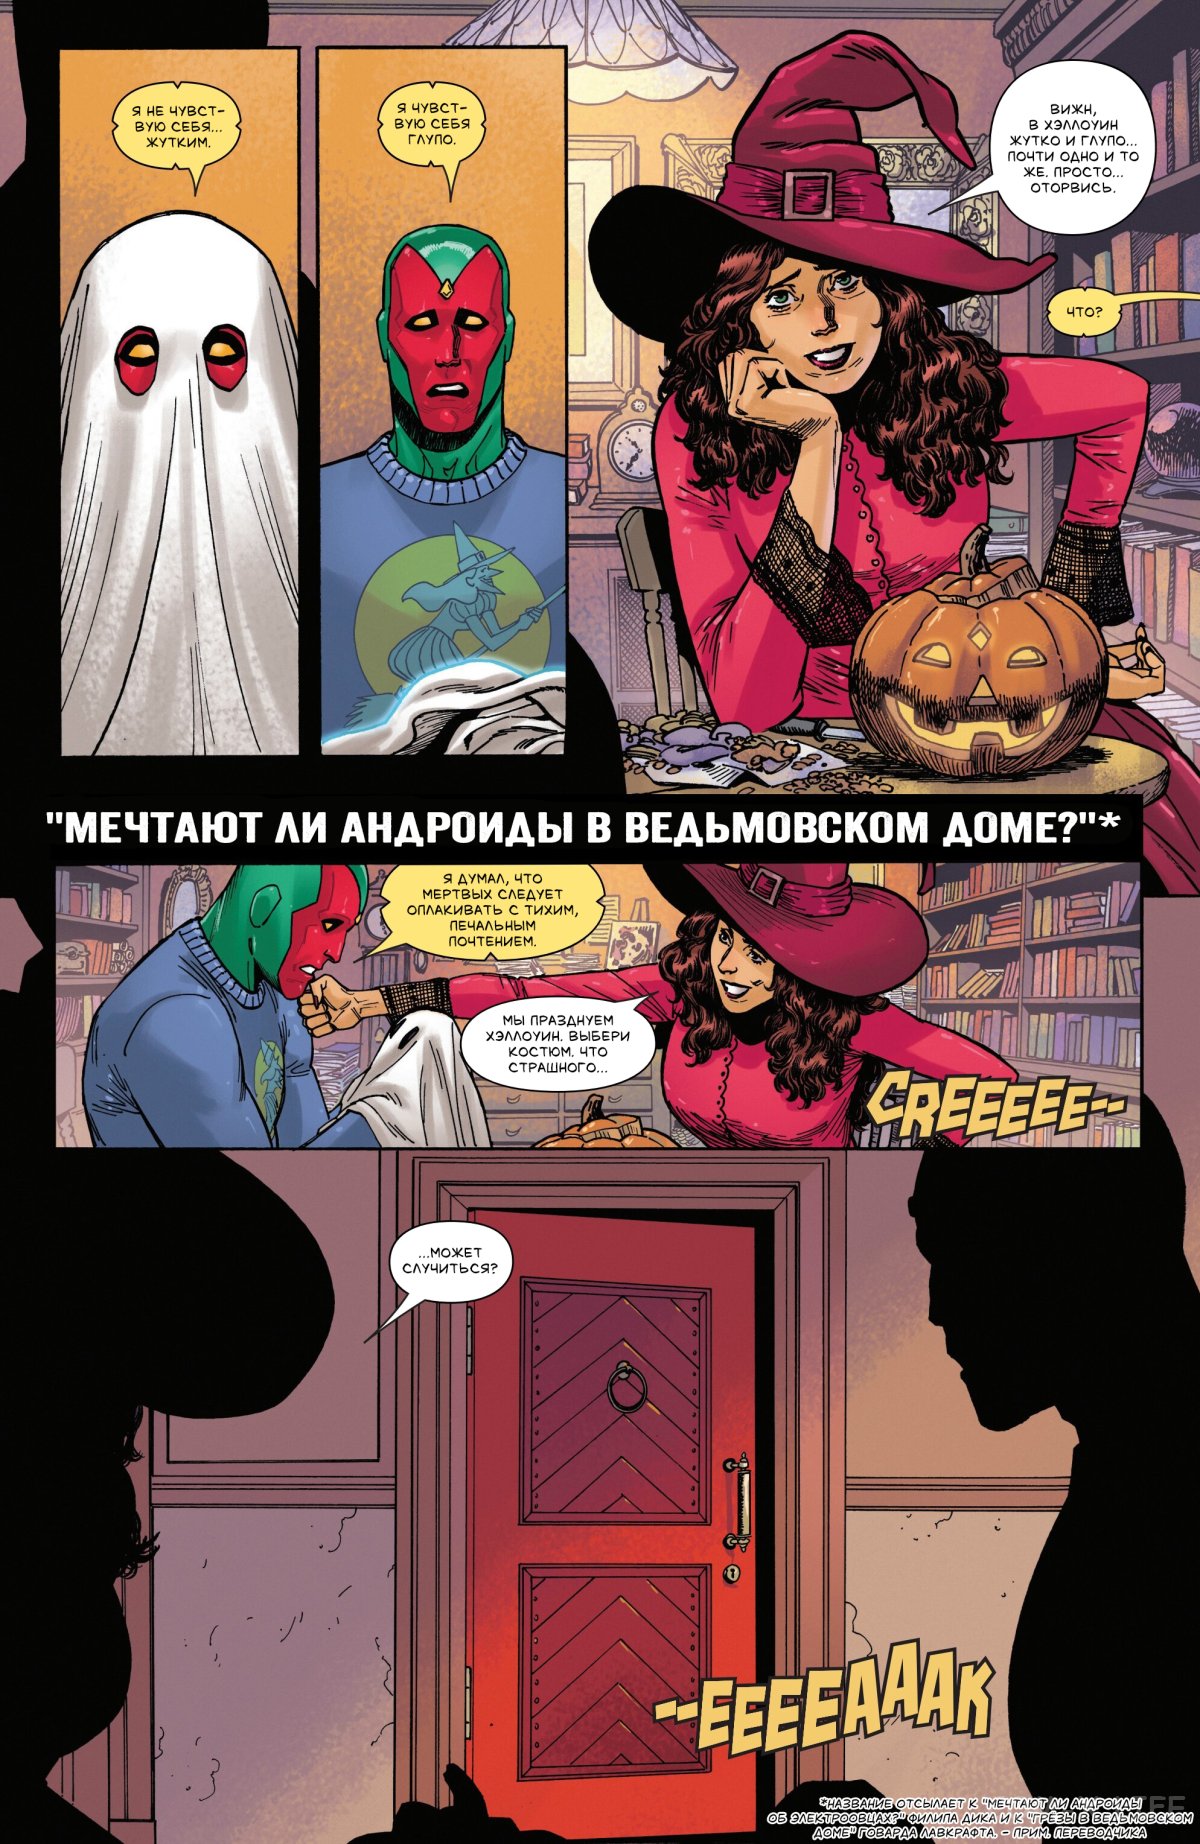 Я НЕ ЧУВСТ-
ВУЮ СЕБЯ...
ЖУТКИМ.
Я ЧУВСТ-
ВУЮ СЕБЯ
ГЛУПО.
ВИЖН,
В ХЭЛЛОУИН
ЖУТКО И ГЛУПО...
ПОЧТИ ОДНО И ТО
ЖЕ. ПРОСТО...
ОТОРВИСЬ.
ЧТО?
"МЕЧТАЮТ ЛИ АНДРОИДЫ В ВЕДЬМОВСКОМ ДОМЕ?"*
Я ДУМАЛ, ЧТО
МЕРТВЫХ СЛЕДУЕТ
ОПЛАКИВАТЬ С ТИХИМ,
ПЕЧАЛЬНЫМ
ПОЧТЕНИЕМ.
МЫ ПРАЗДНУЕМ
ХЭЛЛОУИН. ВЫБЕРИ
КОСТЮМ. ЧТО
СТРАШНОГО...
CREEEEEE--
...МОЖЕТ
СЛУЧИТЬСЯ?
--EEEEEAAAK
*НАЗВАНИЕ ОТСЫЛАЕТ К "МЕЧТАЮТ ЛИ АНДРОИДЫ
ОБ ЭЛЕКТРООВЦАХ?" ФИЛИПА ДИКА И К "ГРЁЗЫ В ВЕДЬМОВСКОМ
ДОМЕ" ГОВАРДА ЛАВКРАФТА. - ПРИМ. ПЕРЕВОДЧИКА